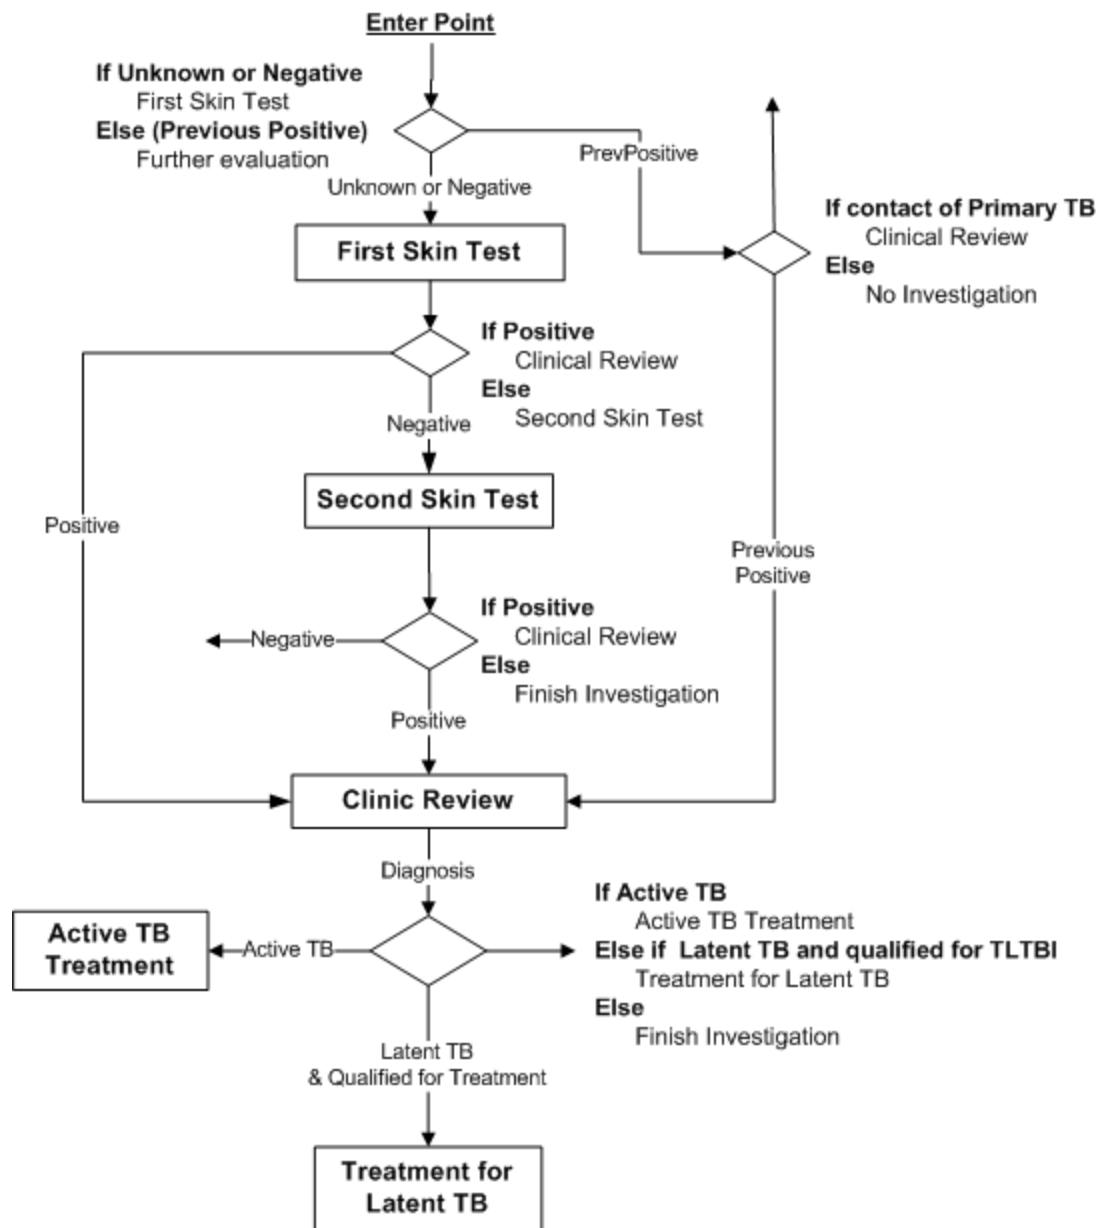 Enter Point
If Unknown or Negative
First Skin Test
Else (Previous Positive)
Further evaluation
PrevPositive
Unknown or Negative
If contact of Primary TB
Clinical Review
Else
No Investigation
First Skin Test
If Positive
Clinical Review
Else
Second Skin Test
Negative
Second Skin Test
Positive
Previous
Positive
If Positive
Clinical Review
Else
Finish Investigation
Negative
Positive
Clinic Review
Diagnosis
If Active TB
Active TB Treatment
Else if Latent TB and qualified for TLTBI
Treatment for Latent TB
Else
Finish Investigation
Active TB
Treatment
Active TB
Latent TB
& Qualified for Treatment
Treatment for
Latent TB